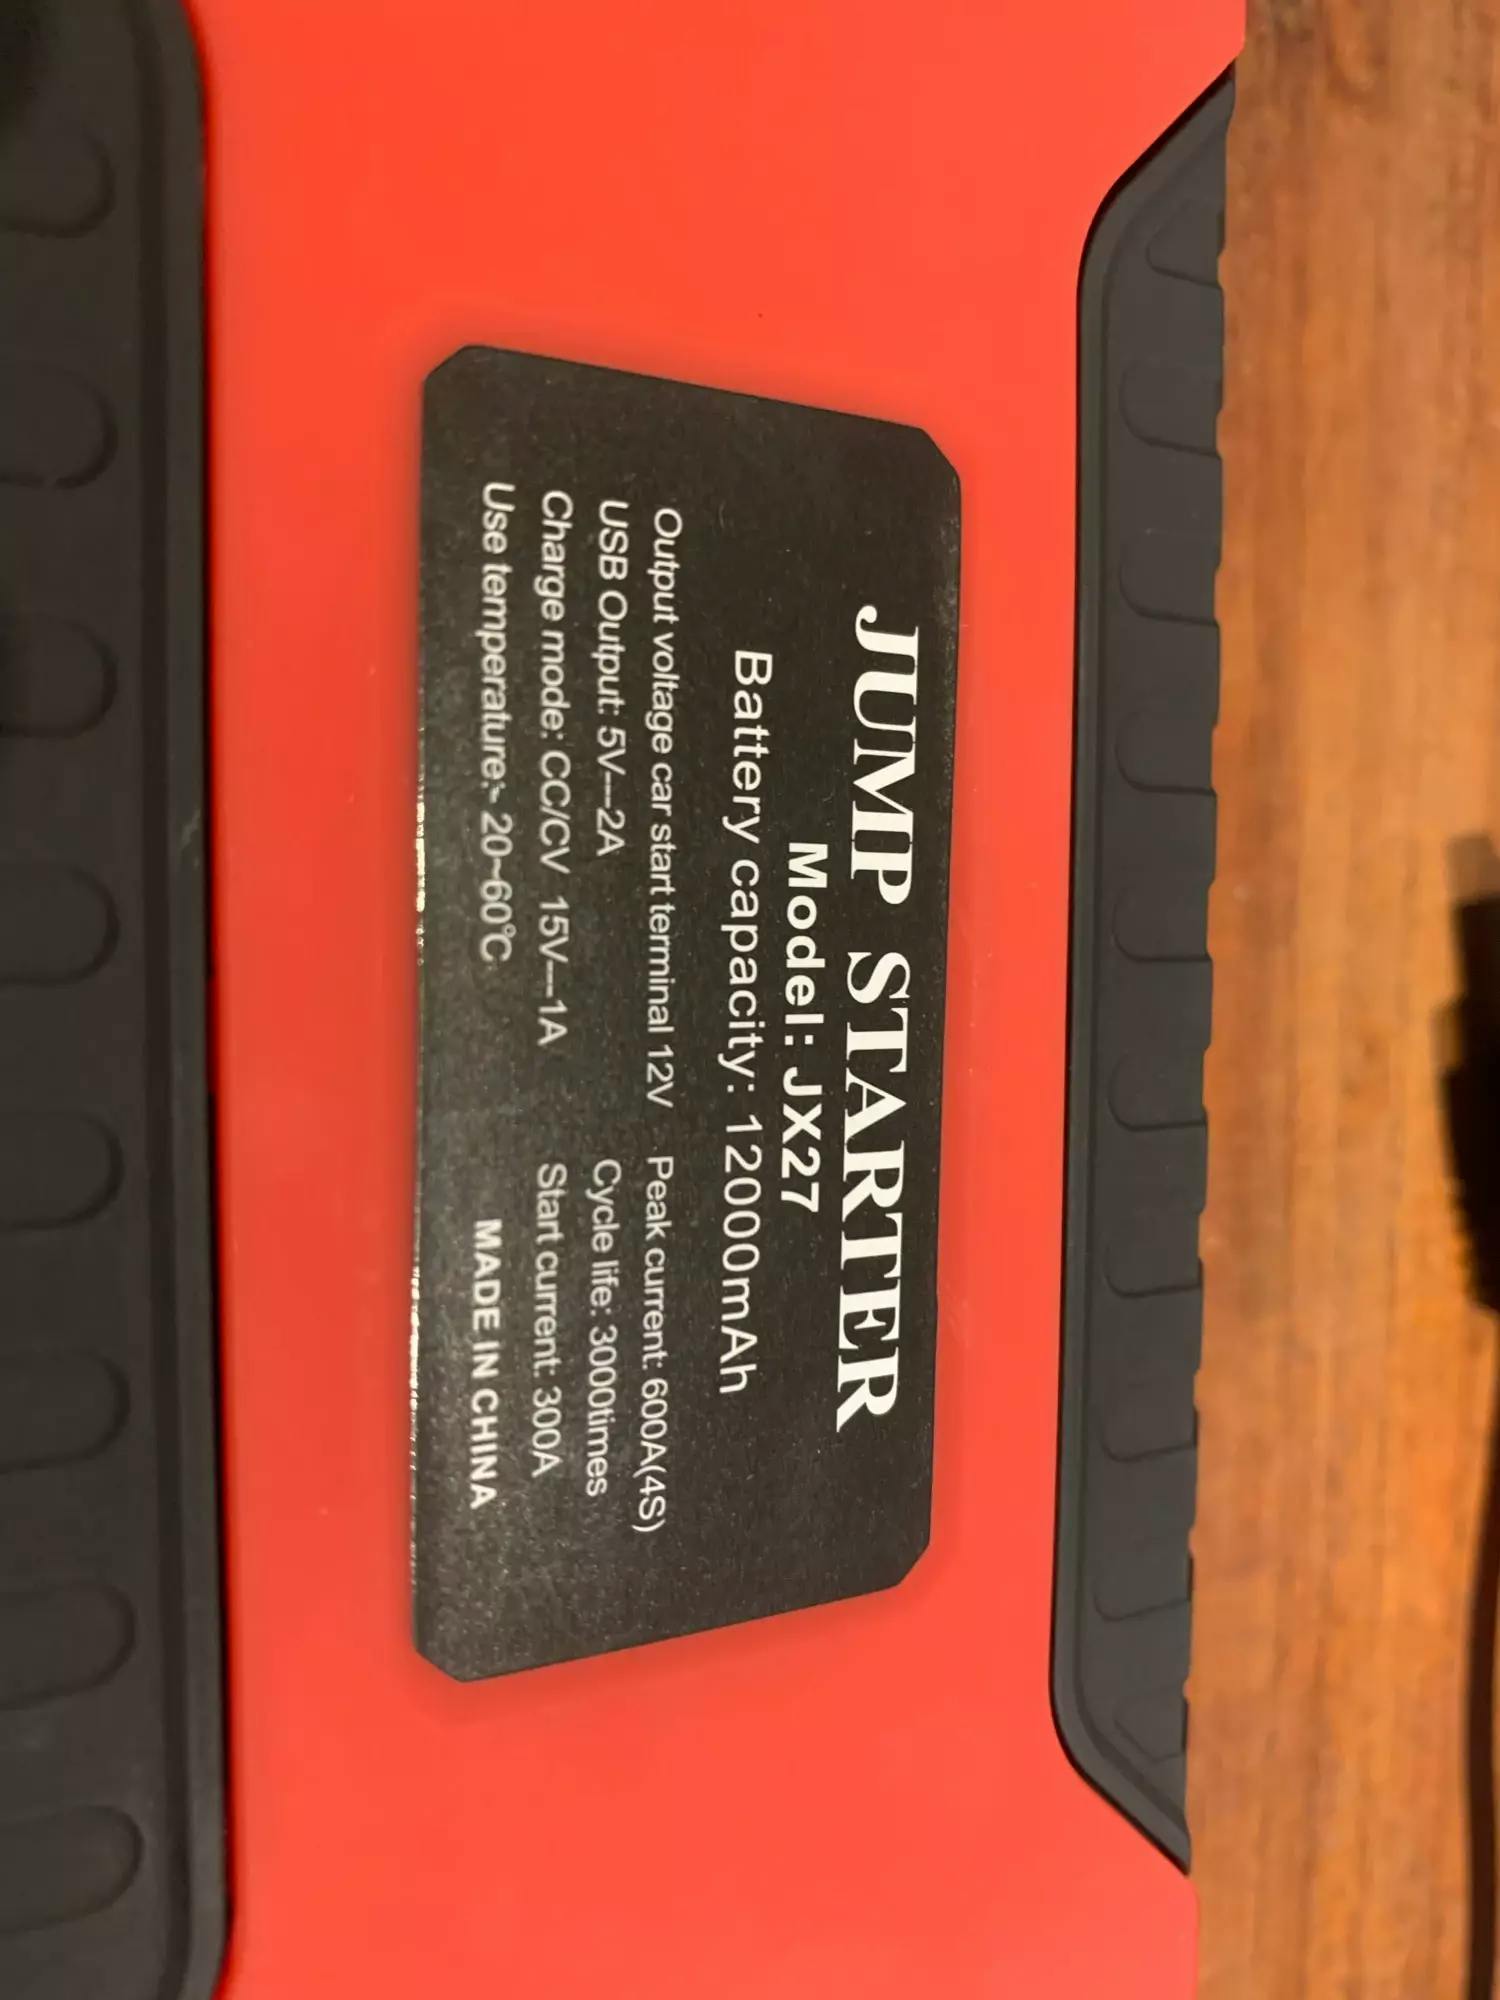 JUMP STARTER
Model: JX27
Battery capacity: 12000mAh
Output voltage car start terminal 12V Peak current: 600A(4S)
USB Output: 5V---2A Cycle life: 3000times
Charge mode: CC/CV 15V---1A Start current: 300A
Use temperature:- 20~60℃ MADE IN CHINA